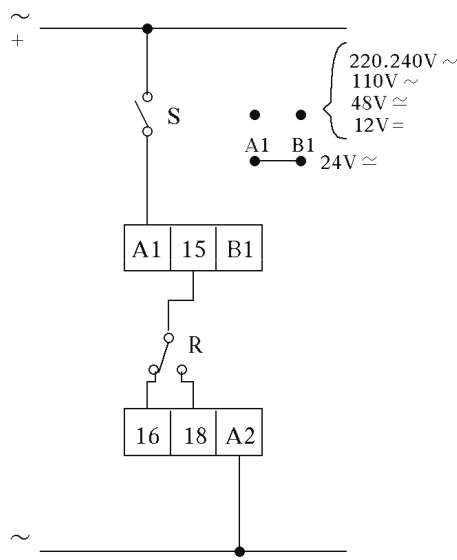 ∼
+
220.240V ∼
110V ∼
S
48V ≃
12V =
A1 B1
24V ≃
A1 15 B1
R
16 18 A2
∼